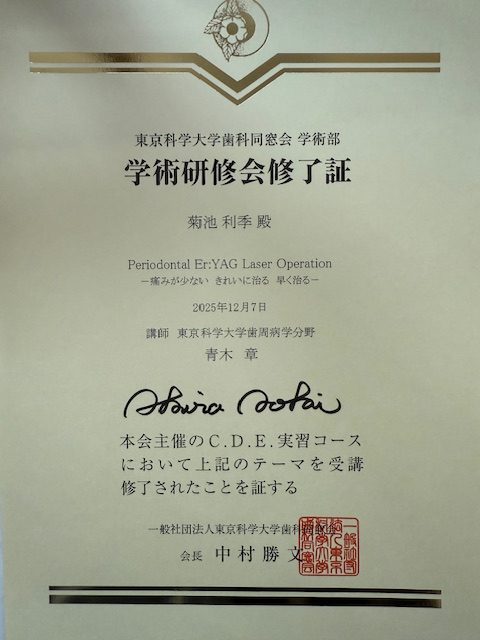 東京科学大学歯科同窓会 学術部
学術研修会修了証
菊池 利季 殿
Periodontal Er:YAG Laser Operation
－痛みが少ない きれいに治る 早く治る－
2025年12月7日
講師 東京科学大学歯周病学分野
青木 章
Akira Aoki
本会主催のC.D.E.実習コース
において上記のテーマを受講
修了されたことを証する
一般社団法人東京科学大学歯科同窓会
会長 中村勝文